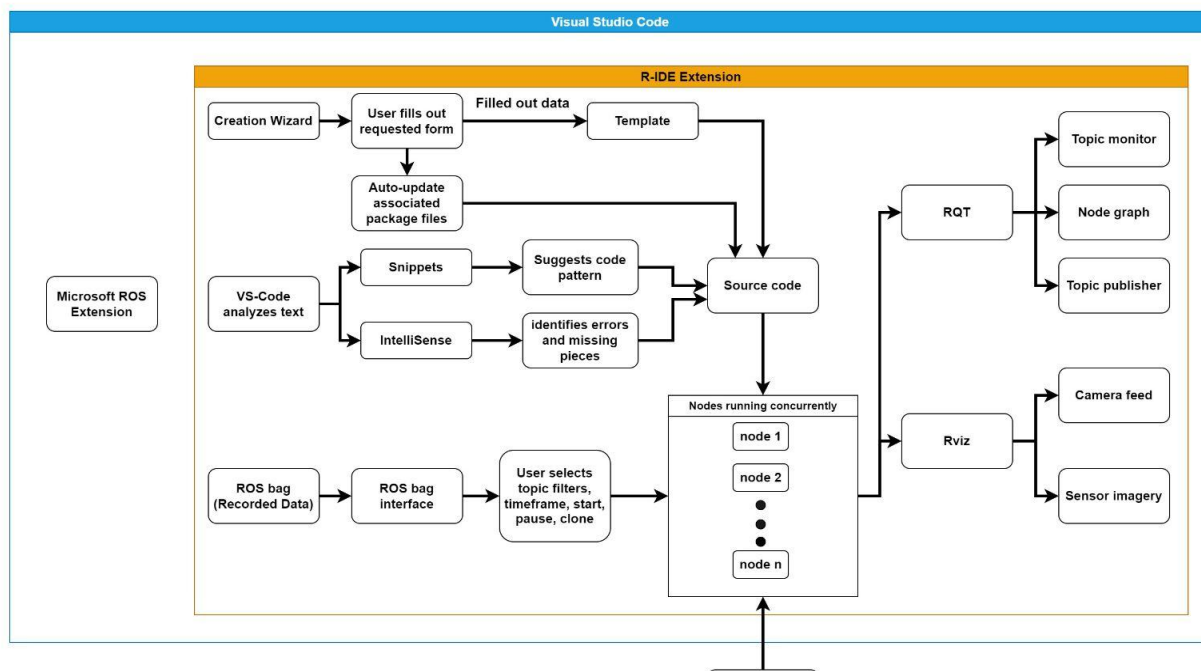 Visual Studio Code
R-IDE Extension
Creation Wizard
User fills out
requested form
Filled out data
Template
Auto-update
associated
package files
Topic monitor
RQT
Node graph
Topic publisher
Microsoft ROS
Extension
VS-Code
analyzes text
Snippets
Suggests code
pattern
Source code
IntelliSense
identifies errors
and missing
pieces
Nodes running concurrently
node 1
node 2
node n
Camera feed
Rviz
Sensor imagery
ROS bag
(Recorded Data)
ROS bag
interface
User selects
topic filters,
timeframe, start,
pause, clone